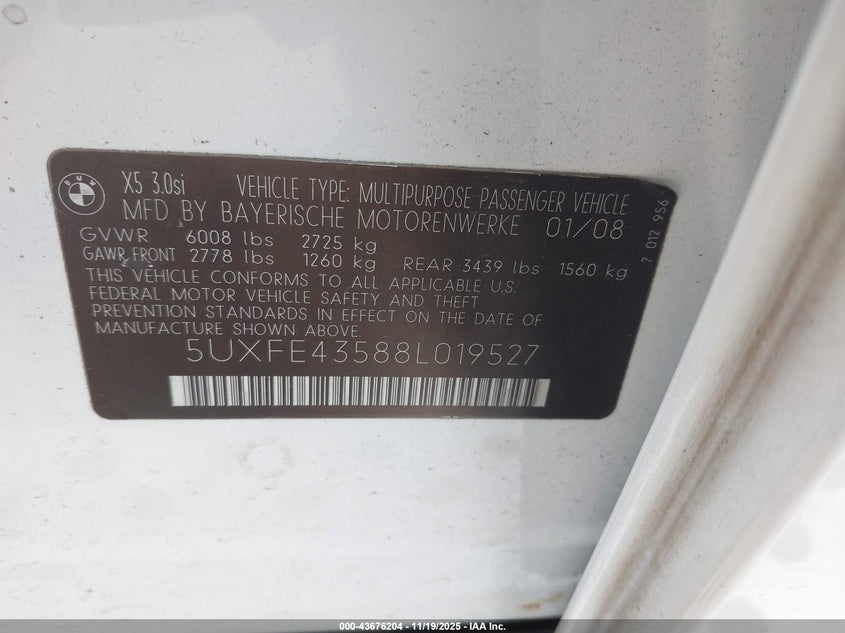 BMW
X5 3.0si VEHICLE TYPE: MULTIPURPOSE PASSENGER VEHICLE
MFD BY BAYERISCHE MOTORENWERKE 01/08
GVWR 6008 lbs 2725 kg
GAWR FRONT 2778 lbs 1260 kg REAR 3439 lbs 1560 kg
THIS VEHICLE CONFORMS TO ALL APPLICABLE U.S.
FEDERAL MOTOR VEHICLE SAFETY AND THEFT
PREVENTION STANDARDS IN EFFECT ON THE DATE OF
MANUFACTURE SHOWN ABOVE.
5UXFE43588L019527
7 012 956
000-43676204 - 11/19/2025 - IAA Inc.